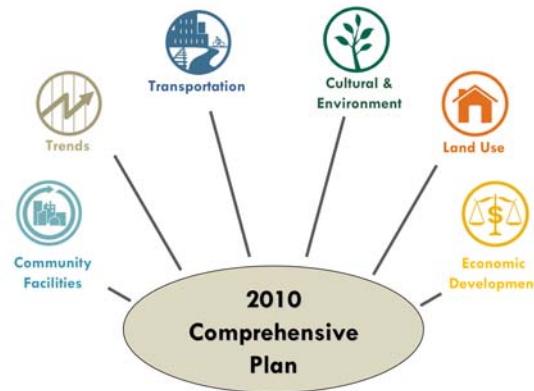 Transportation
Cultural &
Environment
Trends
Land Use
Community
Facilities
$
Economic
Developmen
2010
Comprehensive
Plan